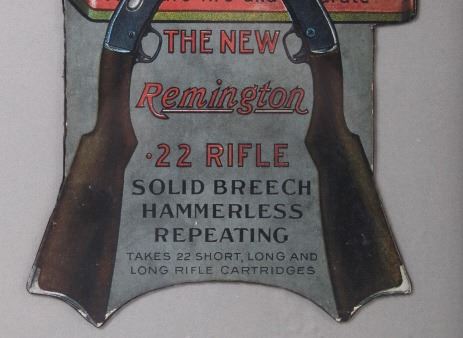 THE NEW
Remington
.22 RIFLE
SOLID BREECH
HAMMERLESS
REPEATING
TAKES 22 SHORT, LONG AND
LONG RIFLE CARTRIDGES